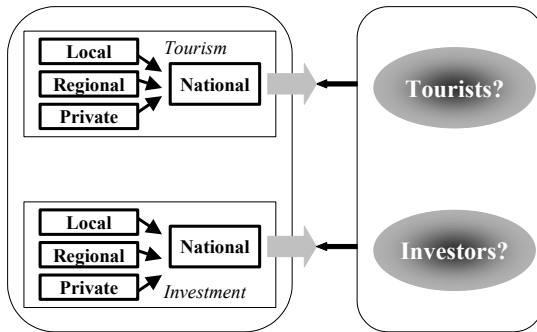 Local
Tourism
Regional
National
Private
Tourists?
Local
Regional
National
Private
Investment
Investors?